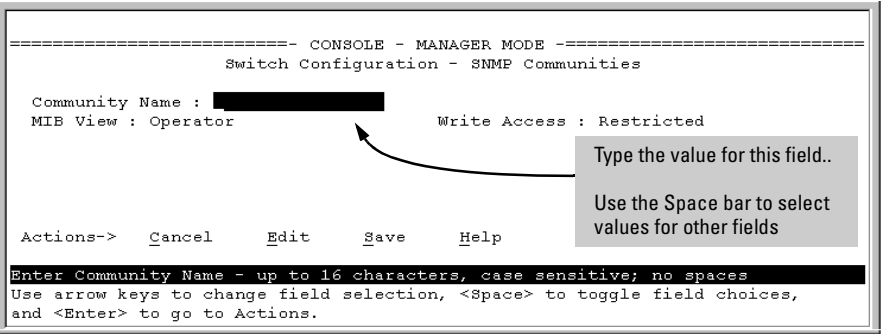 ===========================- CONSOLE - MANAGER MODE -============================
Switch Configuration - SNMP Communities
Community Name :
MIB View : Operator Write Access : Restricted
Type the value for this field..
Use the Space bar to select
values for other fields
Actions-> Cancel Edit Save Help
Enter Community Name - up to 16 characters, case sensitive; no spaces
Use arrow keys to change field selection, <Space> to toggle field choices,
and <Enter> to go to Actions.